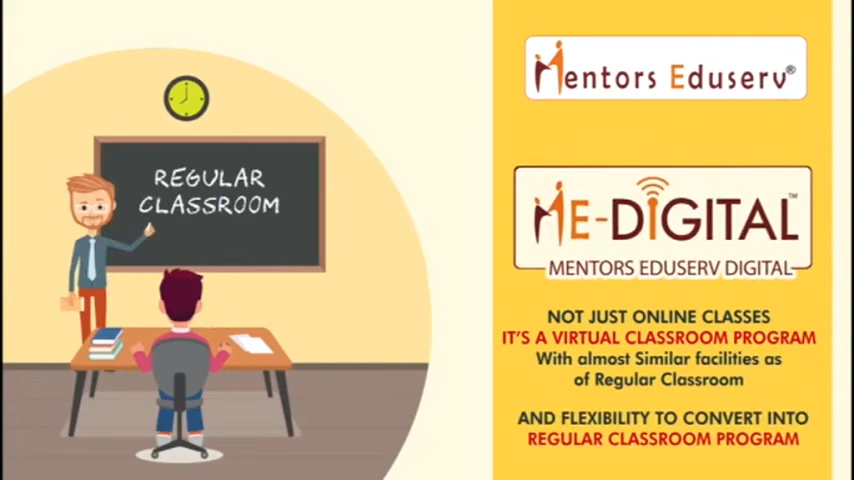 REGULAR
CLASSROOM
Mentors Eduserv®
ME-DIGITAL™
MENTORS EDUSERV DIGITAL
NOT JUST ONLINE CLASSES
IT'S A VIRTUAL CLASSROOM PROGRAM
With almost Similar facilities as
of Regular Classroom
AND FLEXIBILITY TO CONVERT INTO
REGULAR CLASSROOM PROGRAM